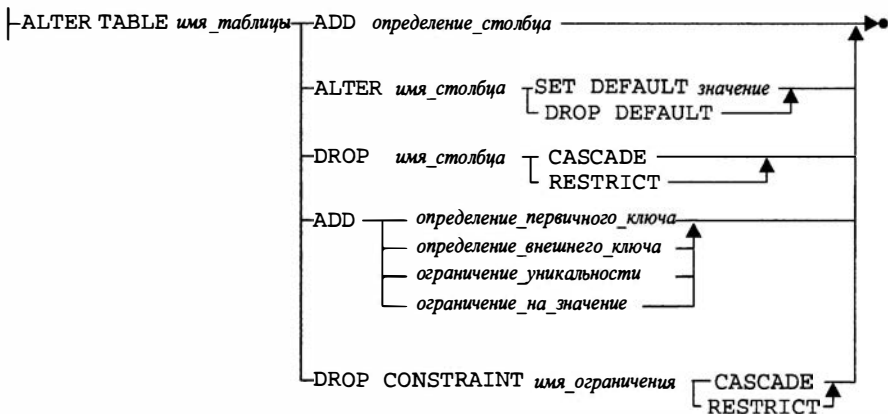 ALTER TABLE имя_таблицы ADD определение_столбца
ALTER имя_столбца SET DEFAULT значение
DROP DEFAULT
DROP имя_столбца CASCADE
RESTRICT
ADD определение_первичного_ключа
определение_внешнего_ключа
ограничение_уникальности
ограничение_на_значение
DROP CONSTRAINT имя_ограничения CASCADE
RESTRICT